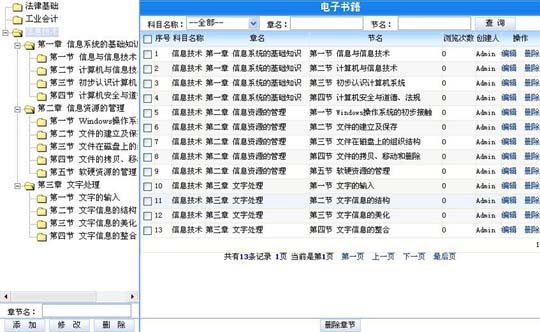 法律基础
工业会计
第一章 信息系统的基础知识
第一节 信息与信息技
第二节 计算机与信息技
第三节 初步认识计算机
第四节 计算机安全与道
第二章 信息资源的管理
第一节 Windows操作系
第二节 文件的建立及保
第三节 文件在磁盘上的
第四节 文件的拷贝、移
第五节 软硬资源的管理
第三章 文字处理
第一节 文字的输入
第二节 文字信息的结构
第三节 文字信息的美化
第四节 文字信息的整合
章节名:
添 加 修 改 删 除
电子书籍
科目名称: --全部-- 章名: 节名: 查 询
序号 科目名称 章名 节名 浏览次数 创建人 操作
1 信息技术 第一章 信息系统的基础知识 第一节 信息与信息技术 0 Admin 编辑 删除
2 信息技术 第一章 信息系统的基础知识 第二节 计算机与信息技术 0 Admin 编辑 删除
3 信息技术 第一章 信息系统的基础知识 第三节 初步认识计算机系统 0 Admin 编辑 删除
4 信息技术 第一章 信息系统的基础知识 第四节 计算机安全与道德、法规 0 Admin 编辑 删除
5 信息技术 第二章 信息资源的管理 第一节 Windows操作系统的初步接触 0 Admin 编辑 删除
6 信息技术 第二章 信息资源的管理 第二节 文件的建立及保存 0 Admin 编辑 删除
7 信息技术 第二章 信息资源的管理 第三节 文件在磁盘上的组织结构 0 Admin 编辑 删除
8 信息技术 第二章 信息资源的管理 第四节 文件的拷贝、移动和删除 0 Admin 编辑 删除
9 信息技术 第二章 信息资源的管理 第五节 软硬资源的管理 0 Admin 编辑 删除
10 信息技术 第三章 文字处理 第一节 文字的输入 0 Admin 编辑 删除
11 信息技术 第三章 文字处理 第二节 文字信息的结构 0 Admin 编辑 删除
12 信息技术 第三章 文字处理 第三节 文字信息的美化 0 Admin 编辑 删除
13 信息技术 第三章 文字处理 第四节 文字信息的整合 0 Admin 编辑 删除
1
共有13条记录 1页 当前是第1页 第一页 上一页 下一页 最后页
删除章节